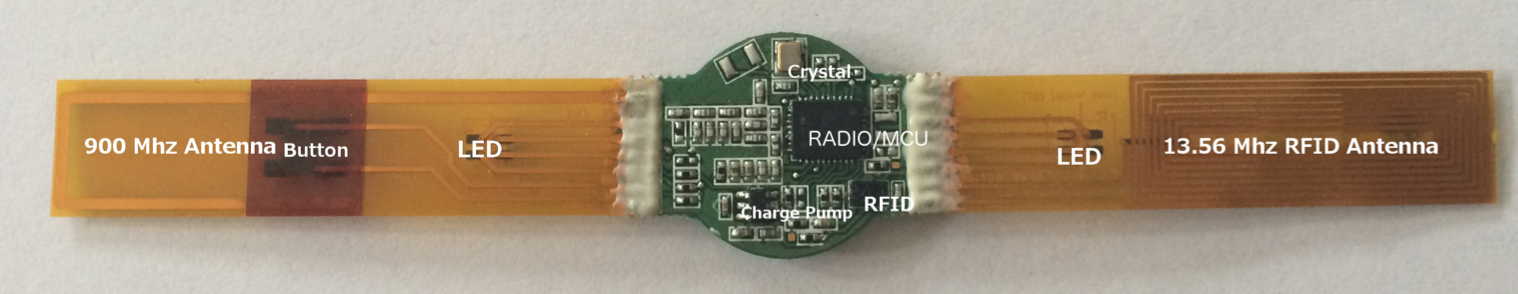 Crystal
RADIO/MCU
900 Mhz Antenna
Button
LED
LED
13.56 Mhz RFID Antenna
Charge Pump
RFID